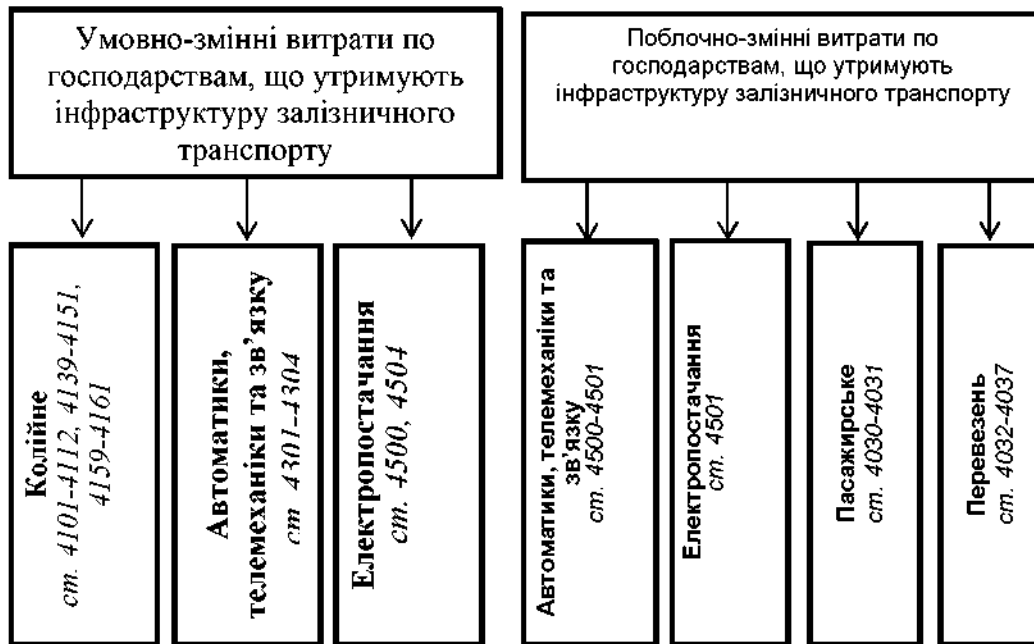 Умовно-змінні витрати по
господарствам, що утримують
інфраструктуру залізничного
транспорту
Поблочно-змінні витрати по
господарствам, що утримують
інфраструктуру залізничного транспорту
Колійне
ст. 4101-4112, 4139-4151,
4159-4161
Автоматики,
телемеханіки та зв'язку
ст 4301-4304
Електропостачання
ст. 4500, 4504
Автоматики, телемеханіки та
зв'язку
ст. 4500-4501
Електропостачання
ст. 4501
Пасажирське
ст. 4030-4031
Перевезень
ст. 4032-4037